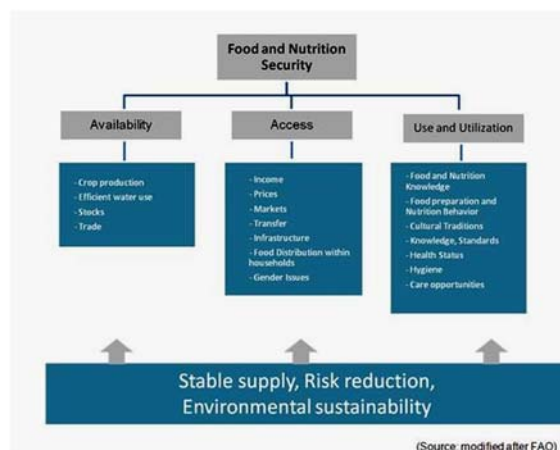 Food and Nutrition
Security
Availability
Access
Use and Utilization
- Crop production
- Efficient water use
- Stocks
- Trade
- Income
- Prices
- Markets
- Transfer
- Infrastructure
- Food Distribution within
households
- Gender Issues
- Food and Nutrition
Knowledge
- Food preparation and
Nutrition Behavior
- Cultural Traditions
- Knowledge, Standards
- Health Status
- Hygiene
- Care opportunities
Stable supply, Risk reduction,
Environmental sustainability
(Source: modified after FAO)